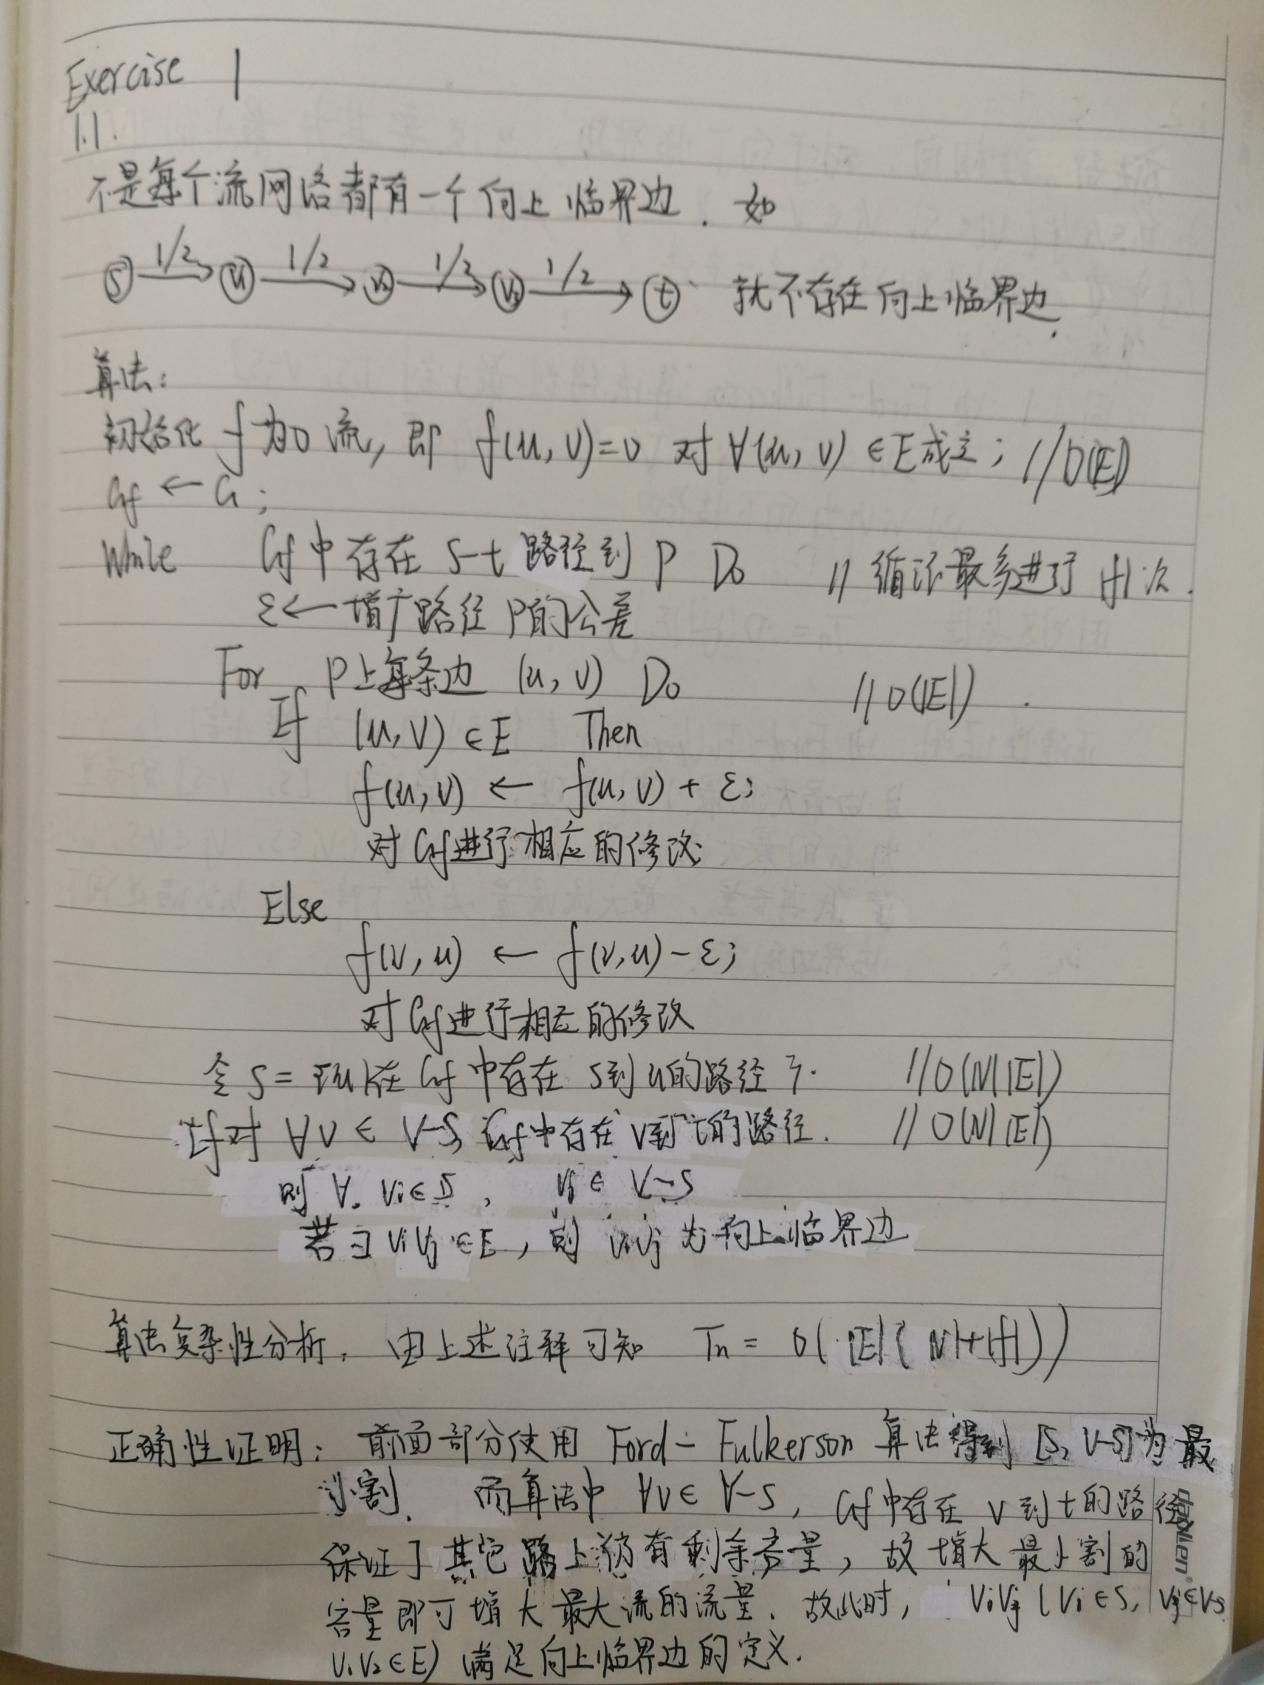 Exercise 1
1.1.
不是每个流网络都有一个向上临界边. 如
S 1/2 V1 1/2 V2 1/2 V3 1/2 t 就不存在向上临界边.
算法:
初始化 f 为0流, 即 f(u, v)=0 对 ∀(u, v) ∈E成立; //O(|E|)
Gf ← G;
While Gf中存在 s-t 路径到 P Do // 循环最多进行 |f| 次.
ε← 增广路径 P的公差
For P上每条边 (u, v) Do //O(|E|)
If (u, v) ∈E Then
f(u, v) ← f(u, v) + ε;
对Gf进行相应的修改;
Else
f(v, u) ← f(v, u) - ε;
对Gf进行相应的修改
令 S = {u|在 Gf 中存在 s到u的路径}. //O(|V||E|)
If对 ∀v ∈ V-S, Gf中存在 v到t的路径. //O(|V||E|)
则 ∀. Vi∈S, Vj∈ V-S
若∃ViVj ∈E, 则 ViVj 为向上临界边
算法复杂性分析. 由上述注释可知 Tn = O(|E|(|V|+|f|))
正确性证明: 前面部分使用 Ford-Fulkerson 算法得到 [S, V-S]为最
小割. 而算法中 ∀v∈ V-S, Gf中存在 v到t的路径
保证了其它路上稍有剩余容量, 故增大最小割的
容量即可增大最大流的流量. 故此时, ViVj (Vi∈S, Vj∈V-S
V1V2∈E) 满足向上临界边的定义.